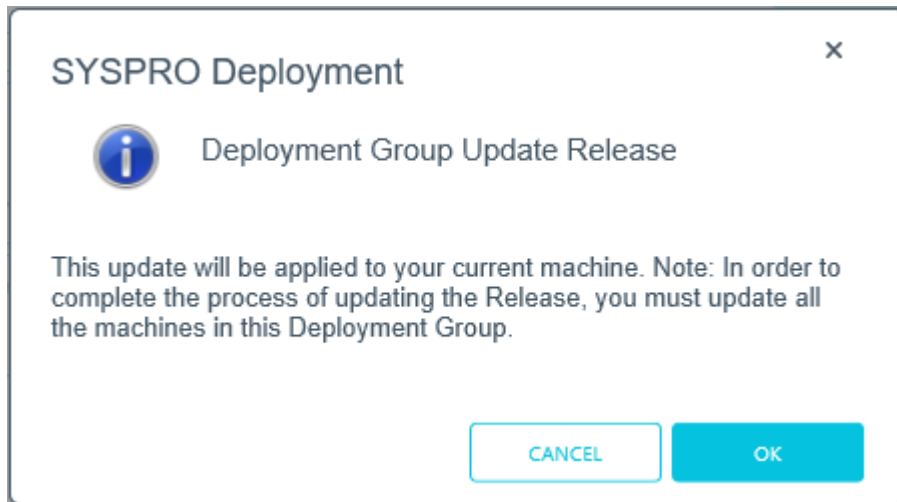 SYSPRO Deployment
Deployment Group Update Release
This update will be applied to your current machine. Note: In order to
complete the process of updating the Release, you must update all
the machines in this Deployment Group.
CANCEL
OK